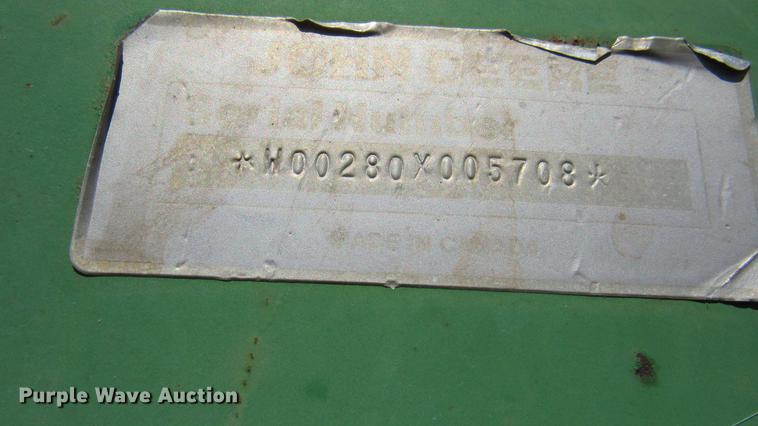 JOHN DEERE
Serial Number
*W00280X005708*
MADE IN CANADA
Purple Wave Auction